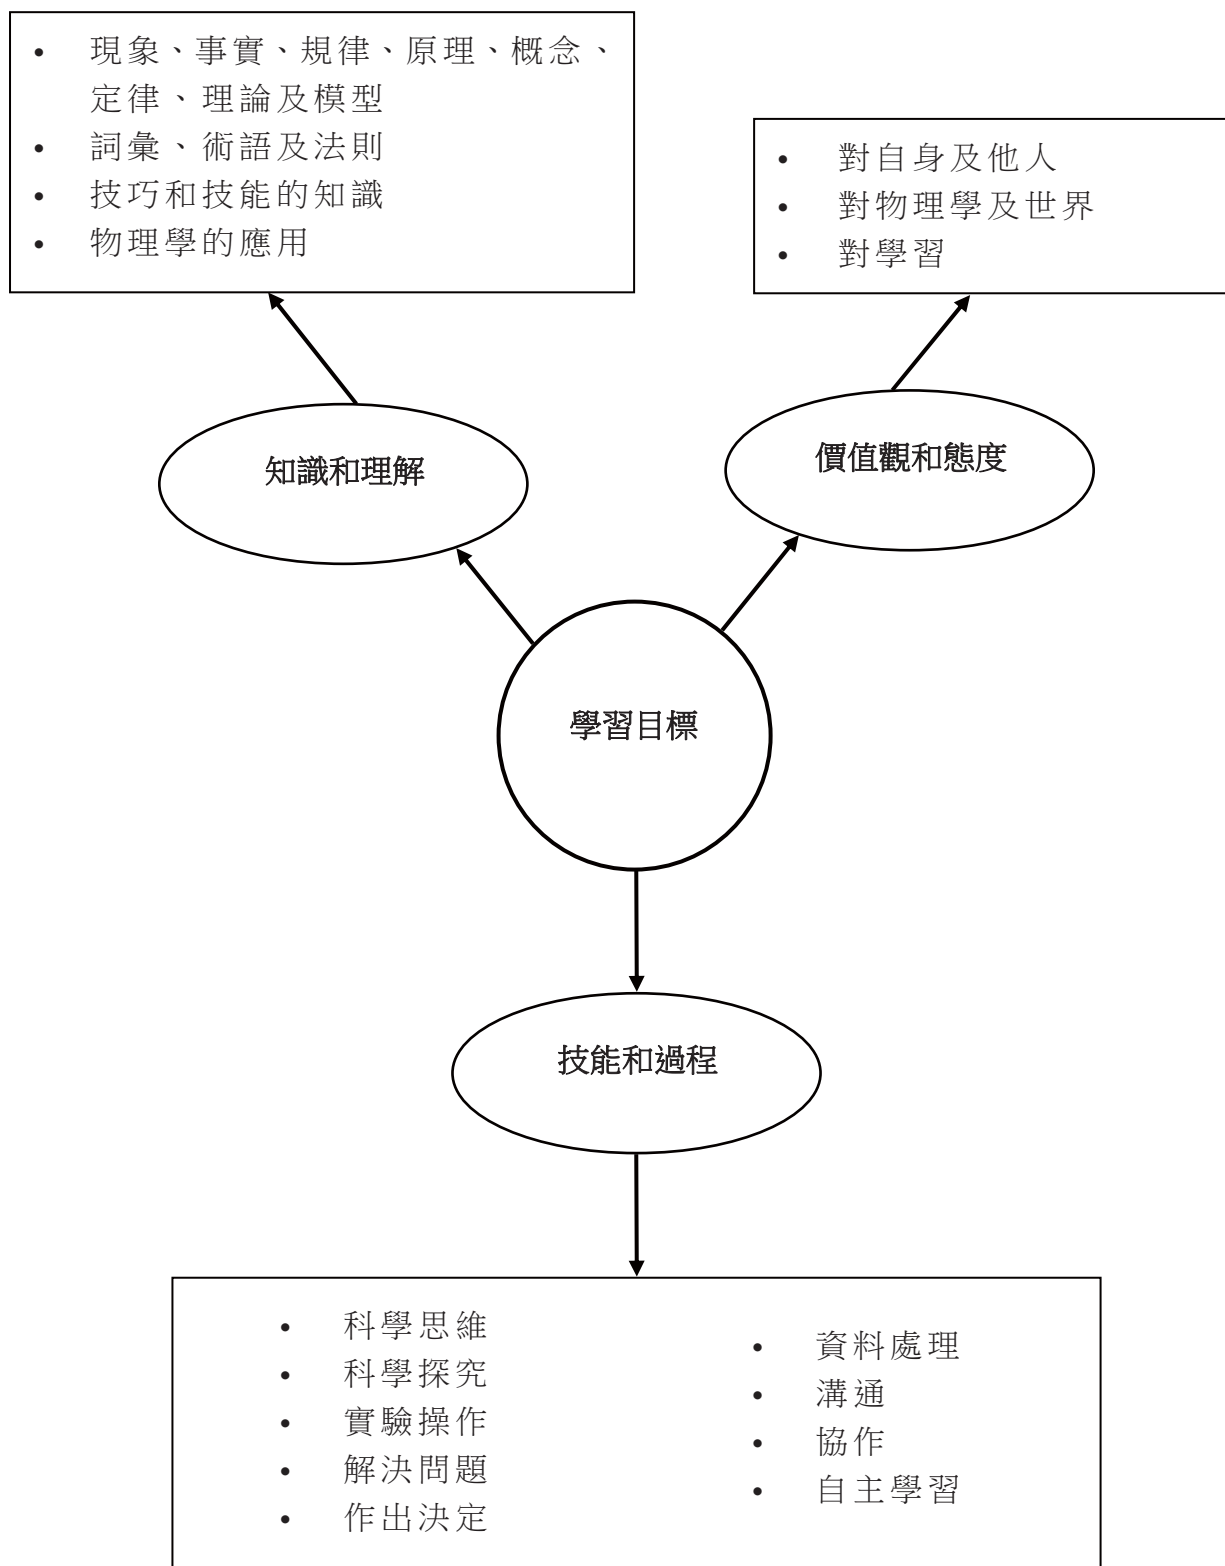 • 現象、事實、規律、原理、概念、
定律、理論及模型
• 詞彙、術語及法則
• 技巧和技能的知識
• 物理學的應用
• 對自身及他人
• 對物理學及世界
• 對學習
知識和理解
價值觀和態度
學習目標
技能和過程
• 科學思維
• 科學探究
• 實驗操作
• 解決問題
• 作出決定
• 資料處理
• 溝通
• 協作
• 自主學習